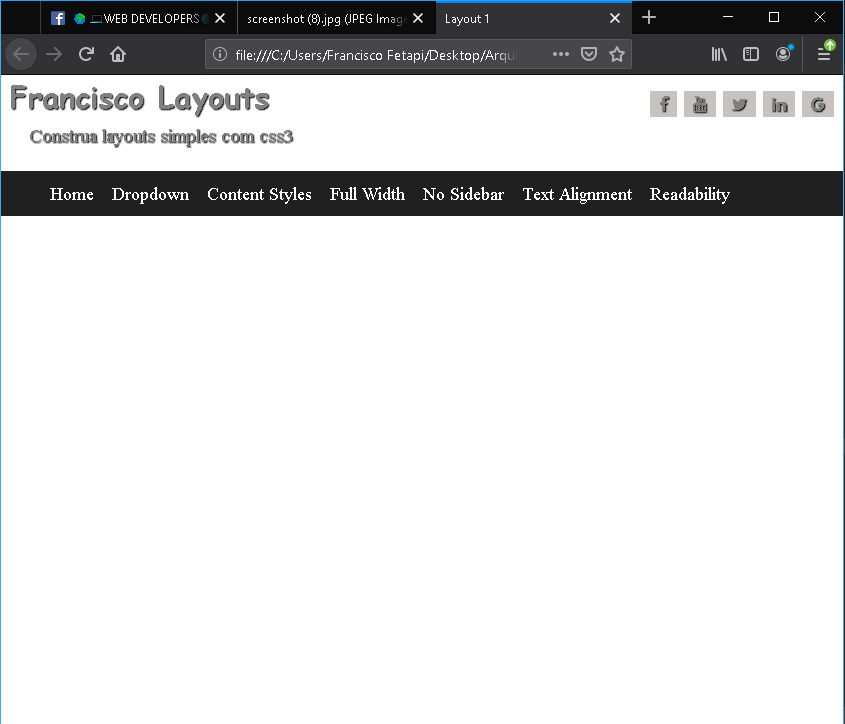 WEB DEVELOPERS
screenshot (8).jpg (JPEG Imag
Layout 1
file:///C:/Users/Francisco Fetapi/Desktop/Arqu
Francisco Layouts
Construa layouts simples com css3
Home Dropdown Content Styles Full Width No Sidebar Text Alignment Readability